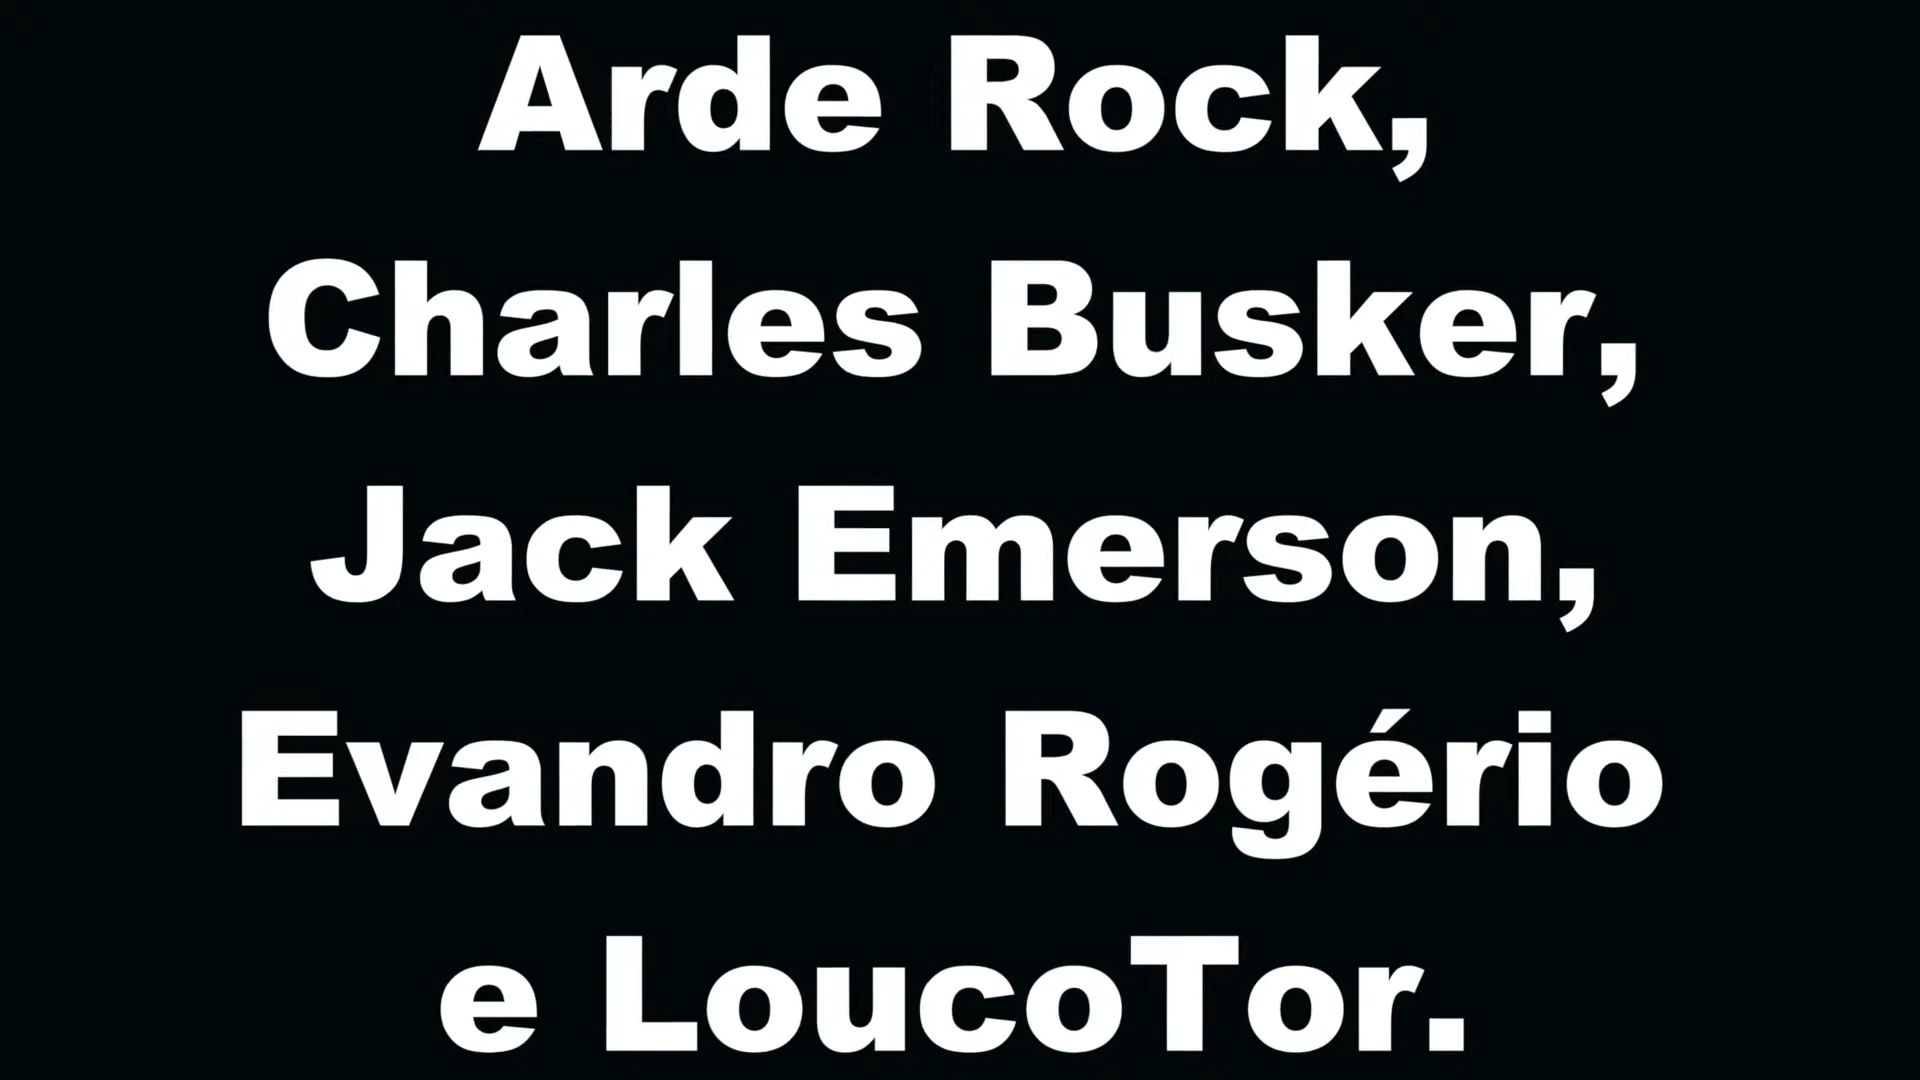 Arde Rock,
Charles Busker,
Jack Emerson,
Evandro Rogério
e LoucoTor.